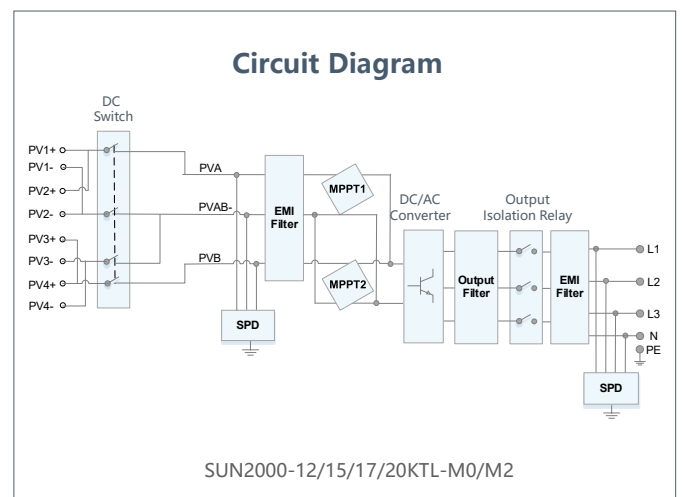 Circuit Diagram
DC
Switch
PV1+
PV1-
PV2+
PV2-
PV3+
PV3-
PV4+
PV4-
PVA
PVAB-
PVB
SPD
EMI
Filter
MPPT1
MPPT2
DC/AC
Converter
Output
Filter
Output
Isolation Relay
EMI
Filter
L1
L2
L3
N
PE
SPD
SUN2000-12/15/17/20KTL-M0/M2